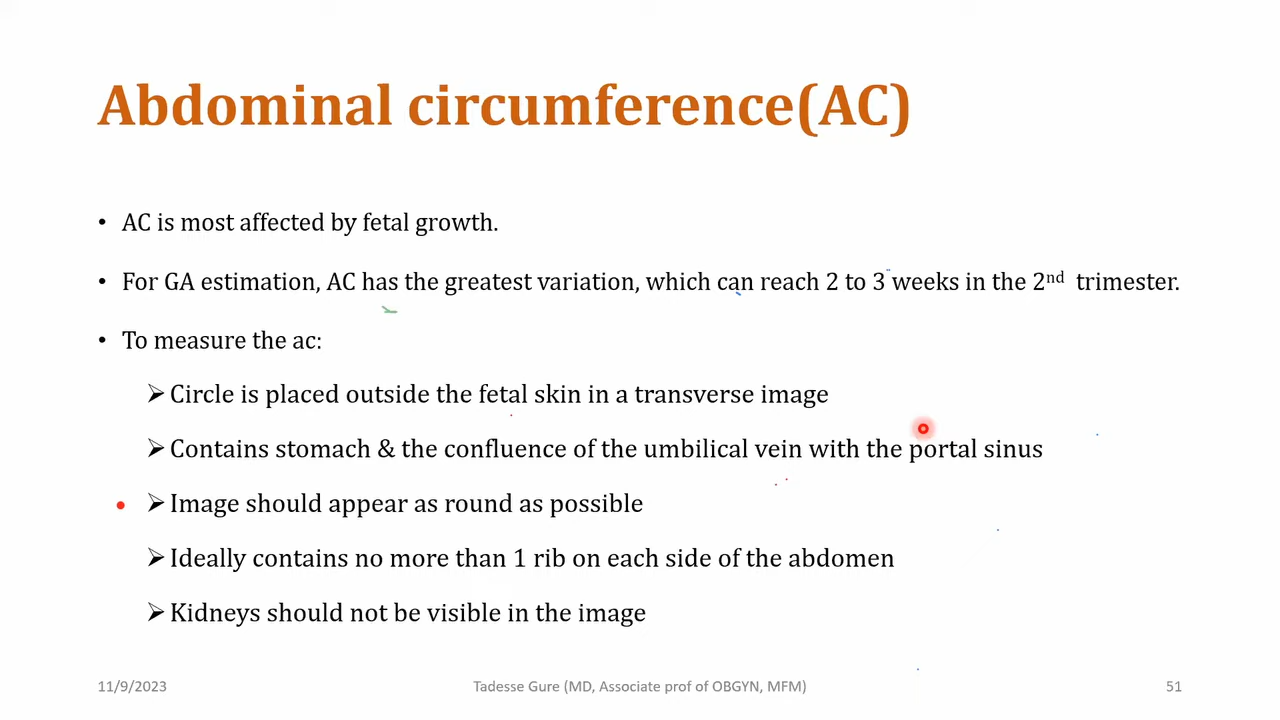 Abdominal circumference(AC)
• AC is most affected by fetal growth.
• For GA estimation, AC has the greatest variation, which can reach 2 to 3 weeks in the 2nd trimester.
• To measure the ac:
➢ Circle is placed outside the fetal skin in a transverse image
➢ Contains stomach & the confluence of the umbilical vein with the portal sinus
➢ Image should appear as round as possible
➢ Ideally contains no more than 1 rib on each side of the abdomen
➢ Kidneys should not be visible in the image
11/9/2023 Tadesse Gure (MD, Associate prof of OBGYN, MFM) 51